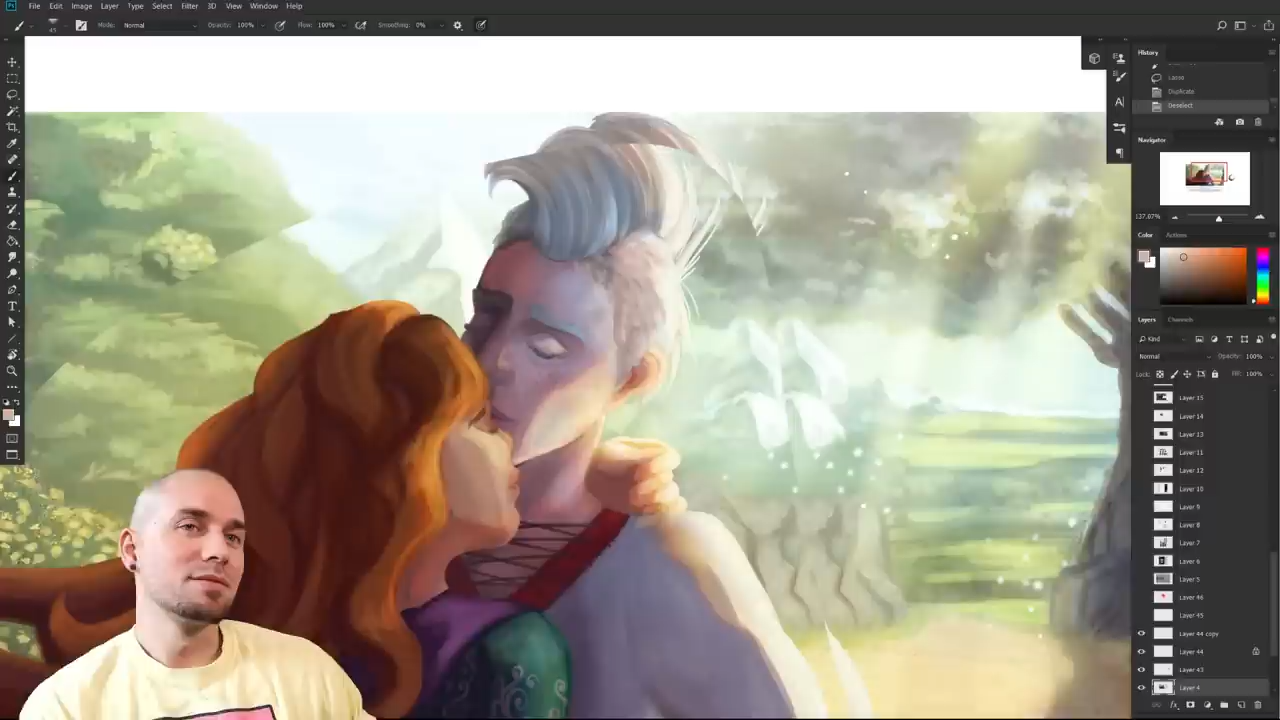 Ps File Edit Image Layer Type Select Filter 3D View Window Help
45 Mode: Normal Opacity: 100% Flow: 100% Smoothing: 0%
History
Lasso
Duplicate
Deselect
Navigator
137.07%
Color Actions
Layers Channels
Kind
Normal Opacity: 100%
Lock: Fill: 100%
Layer 15
Layer 14
Layer 13
Layer 11
Layer 12
Layer 10
Layer 9
Layer 8
Layer 7
Layer 6
Layer 5
Layer 46
Layer 45
Layer 44 copy
Layer 44
Layer 43
Layer 4
fx